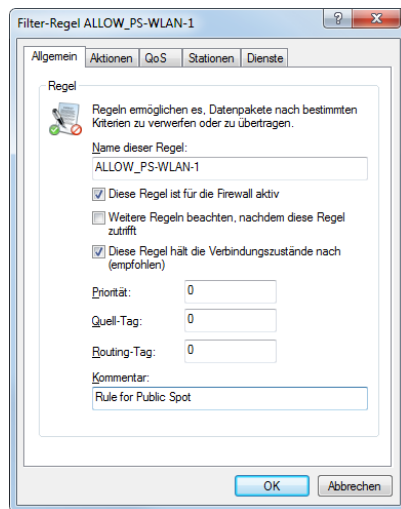 Filter-Regel ALLOW_PS-WLAN-1
Allgemein Aktionen QoS Stationen Dienste
Regel
Regeln ermöglichen es, Datenpakete nach bestimmten
Kriterien zu verwerfen oder zu übertragen.
Name dieser Regel:
ALLOW_PS-WLAN-1
Diese Regel ist für die Firewall aktiv
Weitere Regeln beachten, nachdem diese Regel
zutrifft
Diese Regel hält die Verbindungszustände nach
(empfohlen)
Priorität: 0
Quell-Tag: 0
Routing-Tag: 0
Kommentar:
Rule for Public Spot
OK Abbrechen